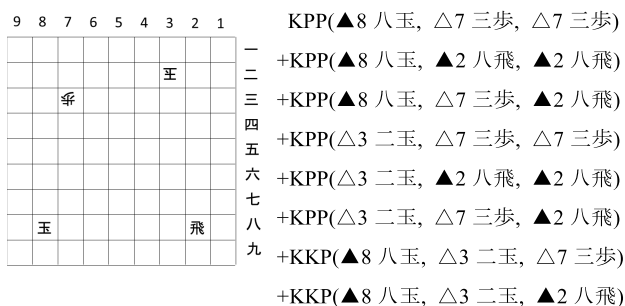 9 8 7 6 5 4 3 2 1
一
二
三
四
五
六
七
八
九
玉
歩
玉 飛
KPP(▲8 八玉, △7 三歩, △7 三歩)
+KPP(▲8 八玉, ▲2 八飛, ▲2 八飛)
+KPP(▲8 八玉, △7 三歩, ▲2 八飛)
+KPP(△3 二玉, △7 三歩, △7 三歩)
+KPP(△3 二玉, ▲2 八飛, ▲2 八飛)
+KPP(△3 二玉, △7 三歩, ▲2 八飛)
+KKP(▲8 八玉, △3 二玉, △7 三歩)
+KKP(▲8 八玉, △3 二玉, ▲2 八飛)